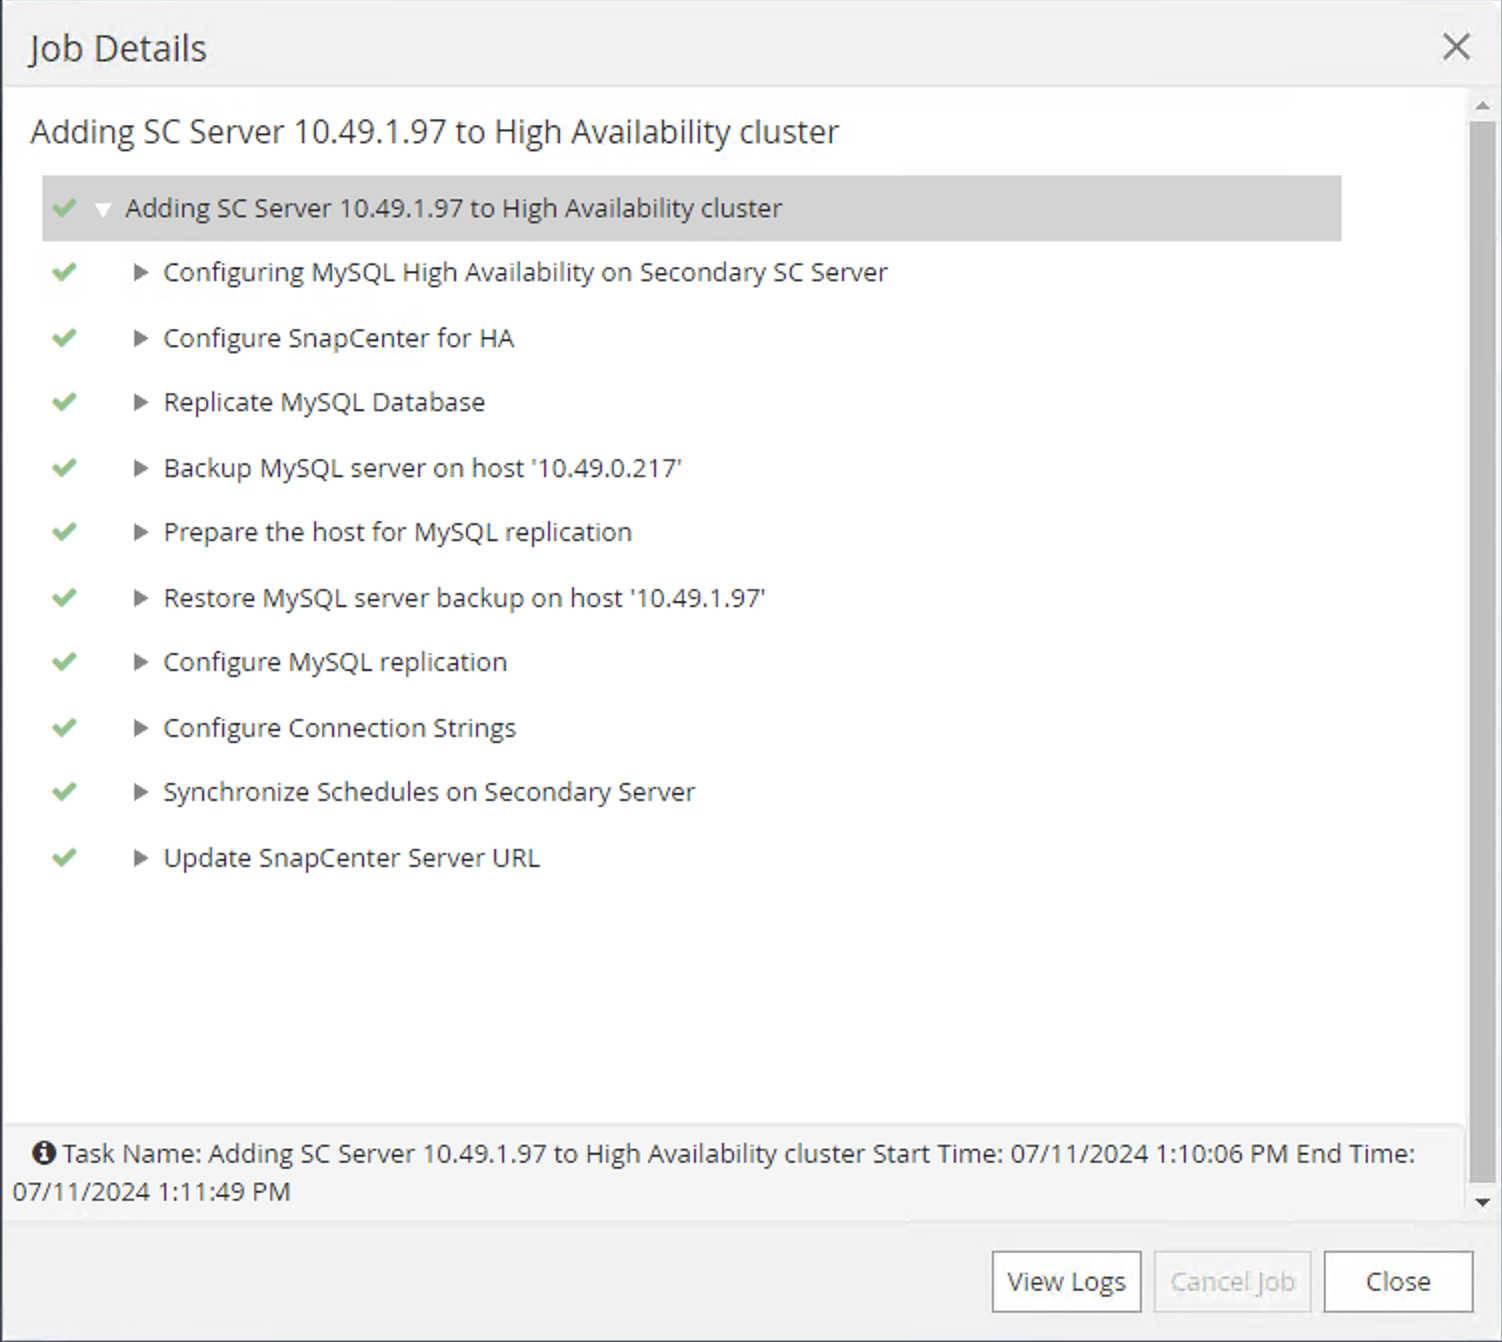 Job Details
Adding SC Server 10.49.1.97 to High Availability cluster
Adding SC Server 10.49.1.97 to High Availability cluster
Configuring MySQL High Availability on Secondary SC Server
Configure SnapCenter for HA
Replicate MySQL Database
Backup MySQL server on host '10.49.0.217'
Prepare the host for MySQL replication
Restore MySQL server backup on host '10.49.1.97'
Configure MySQL replication
Configure Connection Strings
Synchronize Schedules on Secondary Server
Update SnapCenter Server URL
Task Name: Adding SC Server 10.49.1.97 to High Availability cluster Start Time: 07/11/2024 1:10:06 PM End Time:
07/11/2024 1:11:49 PM
View Logs
Cancel Job
Close